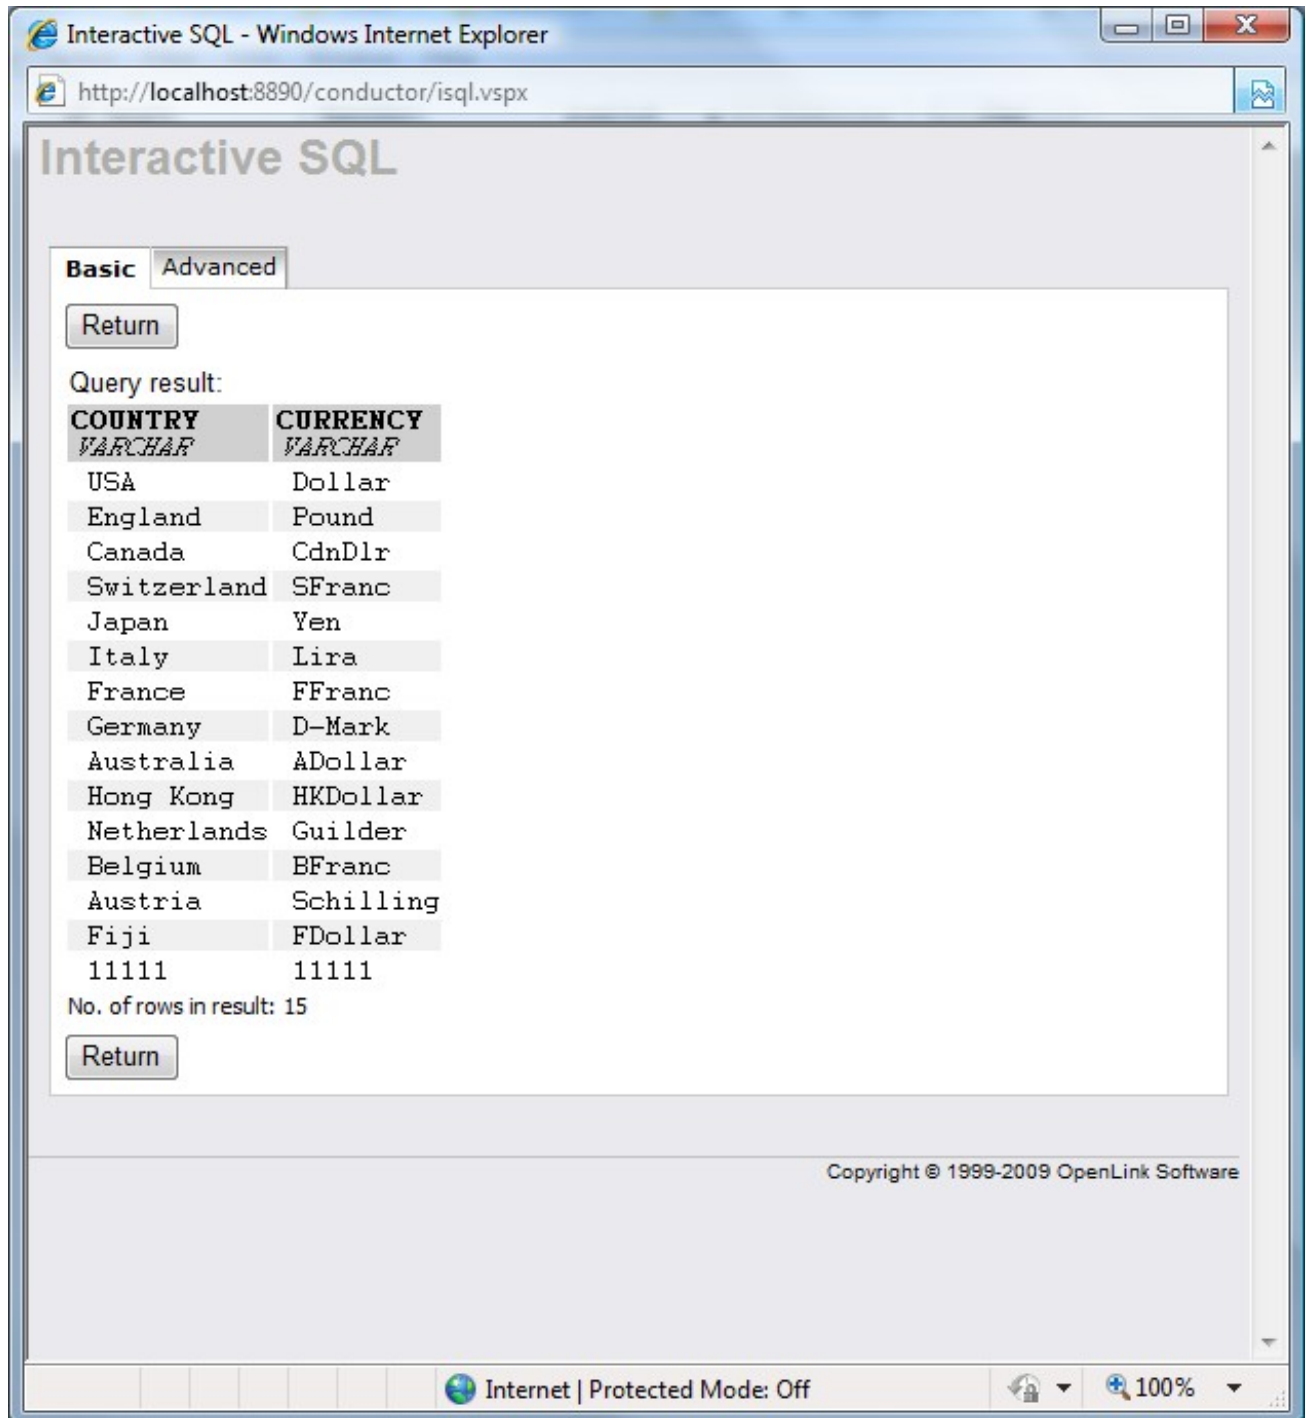 Interactive SQL - Windows Internet Explorer
http://localhost:8890/conductor/isql.vspx
Interactive SQL
Basic Advanced
Return
Query result:
COUNTRY CURRENCY
VARCHAR VARCHAR
USA Dollar
England Pound
Canada CdnDlr
Switzerland SFranc
Japan Yen
Italy Lira
France FFranc
Germany D-Mark
Australia ADollar
Hong Kong HKDollar
Netherlands Guilder
Belgium BFranc
Austria Schilling
Fiji FDollar
11111 11111
No. of rows in result: 15
Return
Copyright © 1999-2009 OpenLink Software
Internet | Protected Mode: Off 100%